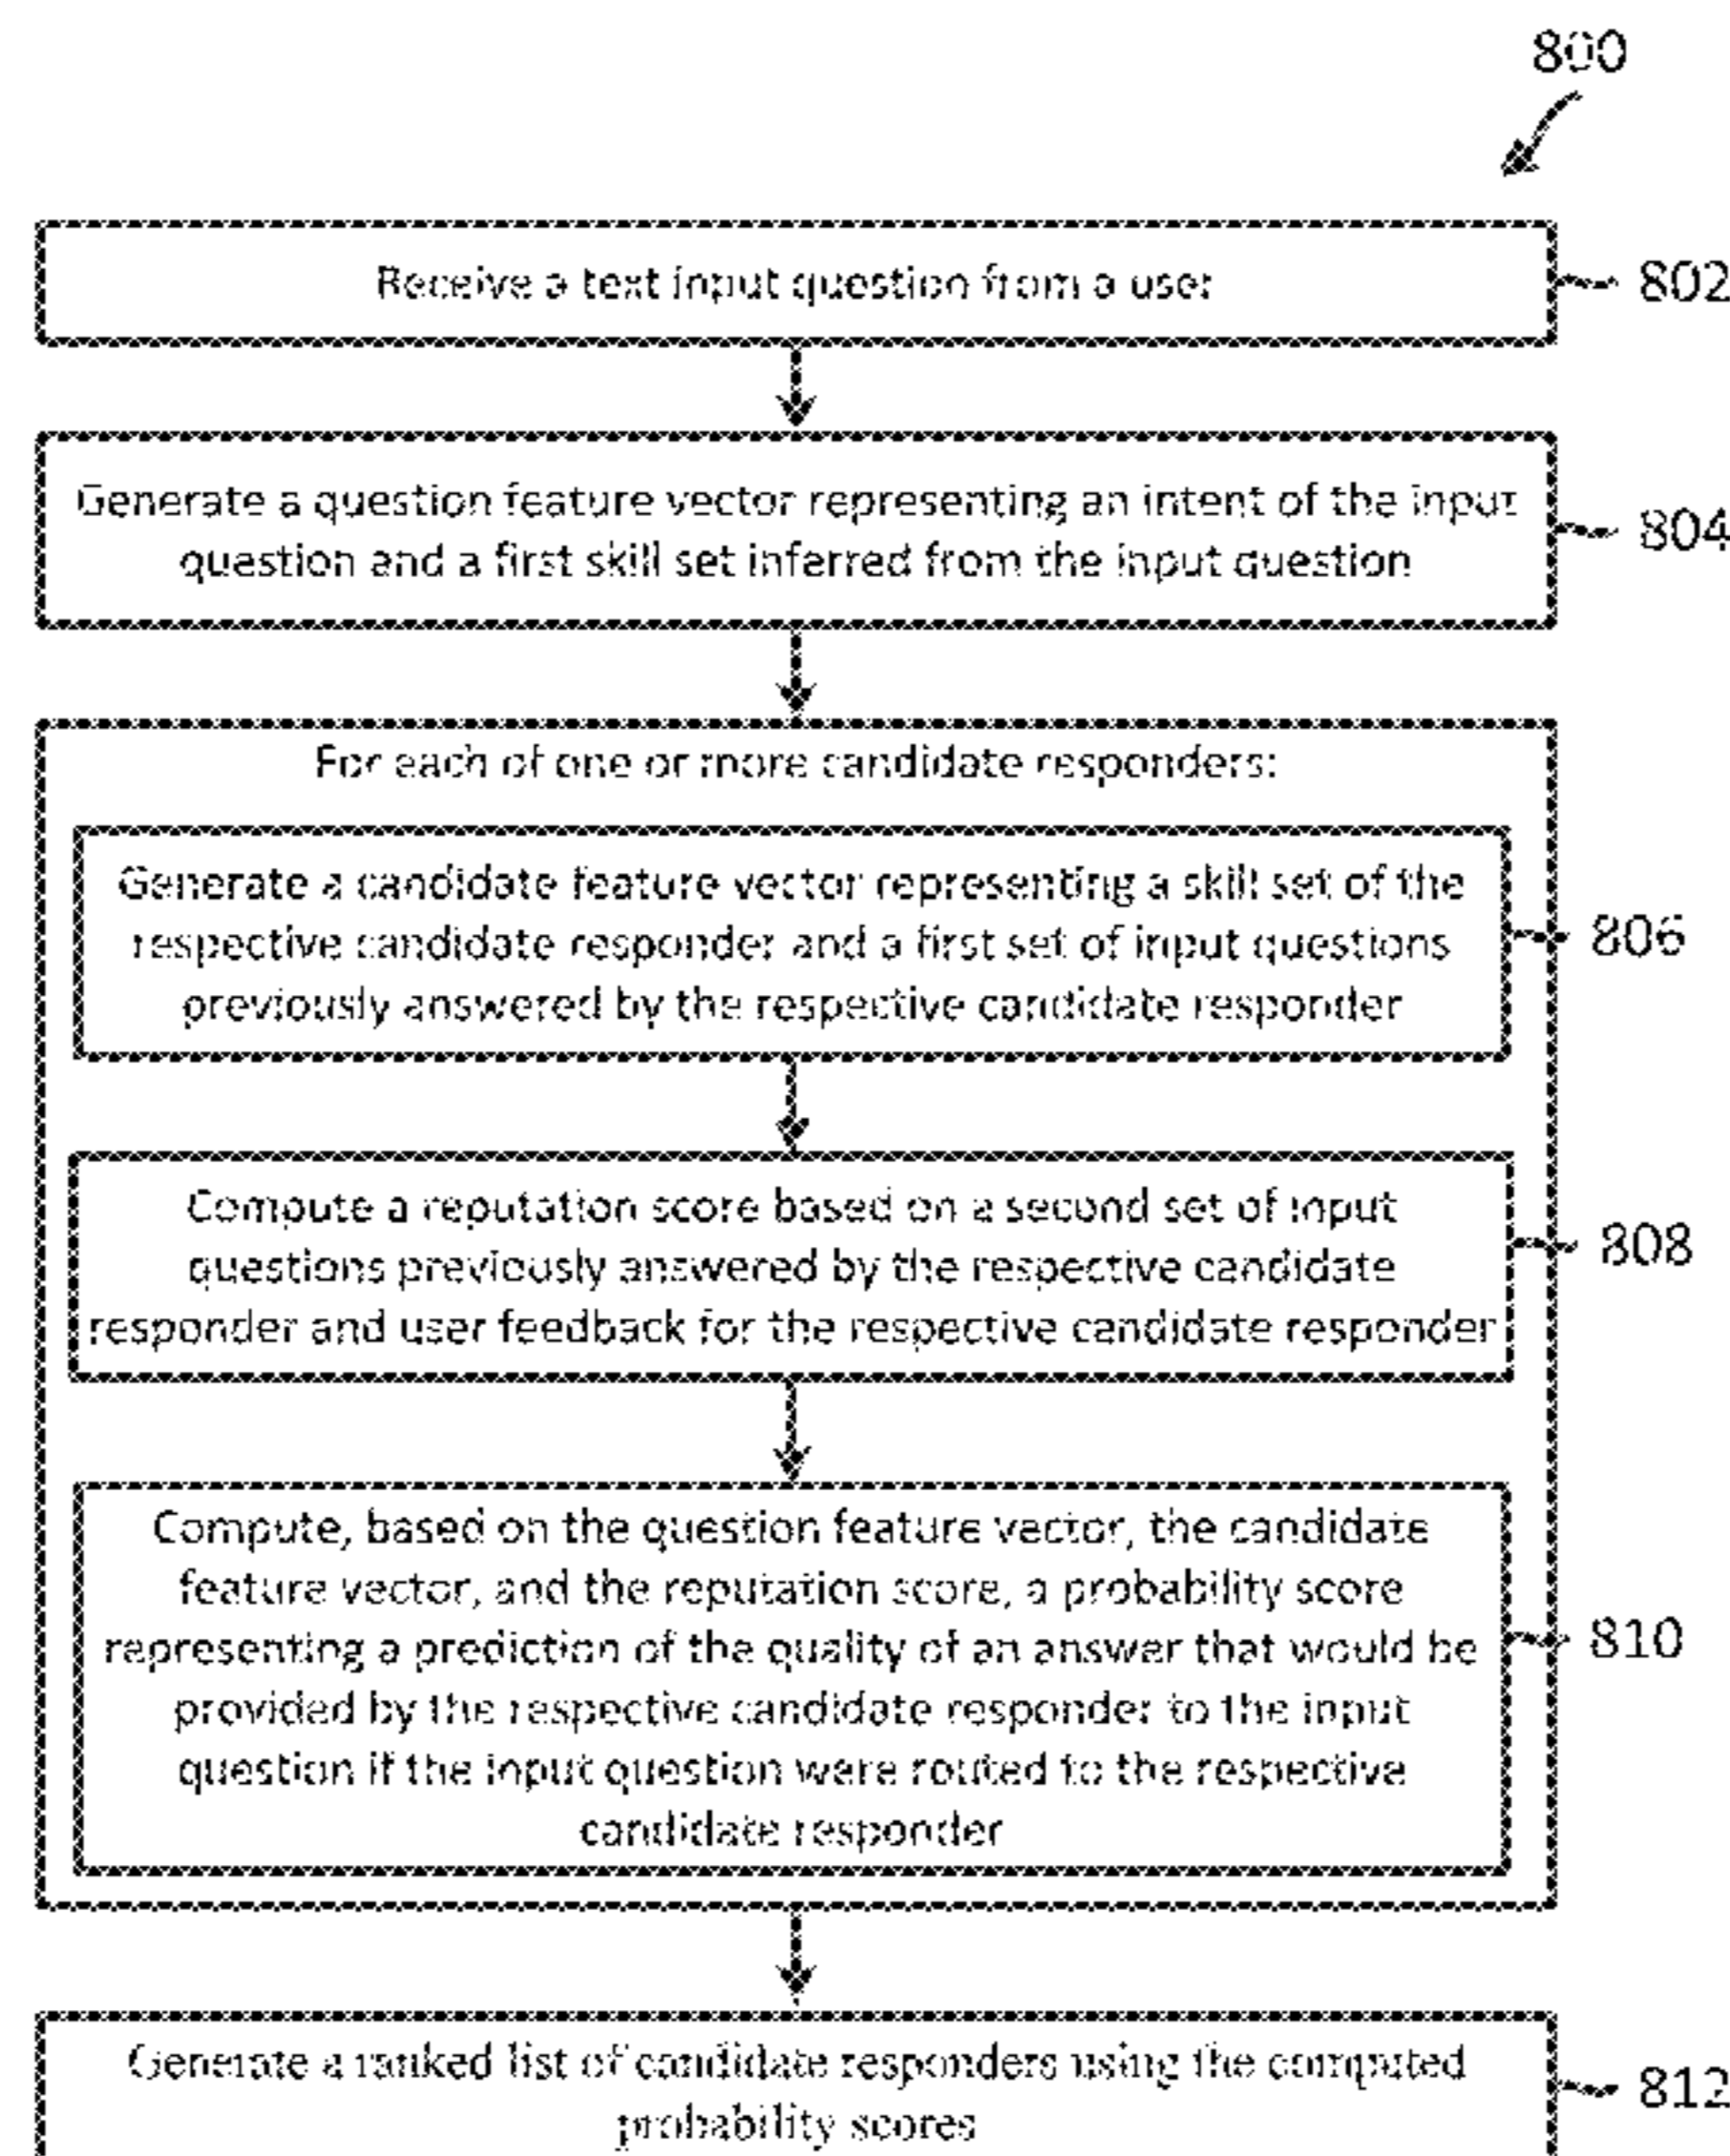 800
Receive a text input question from a user
802
Generate a question feature vector representing an intent of the input
question and a first skill set inferred from the input question
804
For each of one or more candidate responders:
Generate a candidate feature vector representing a skill set of the
respective candidate responder and a first set of input questions
previously answered by the respective candidate responder
806
Compute a reputation score based on a second set of input
questions previously answered by the respective candidate
responder and user feedback for the respective candidate responder
808
Compute, based on the question feature vector, the candidate
feature vector, and the reputation score, a probability score
representing a prediction of the quality of an answer that would be
provided by the respective candidate responder to the input
question if the input question were routed to the respective
candidate responder
810
Generate a ranked list of candidate responders using the computed
probability scores
812